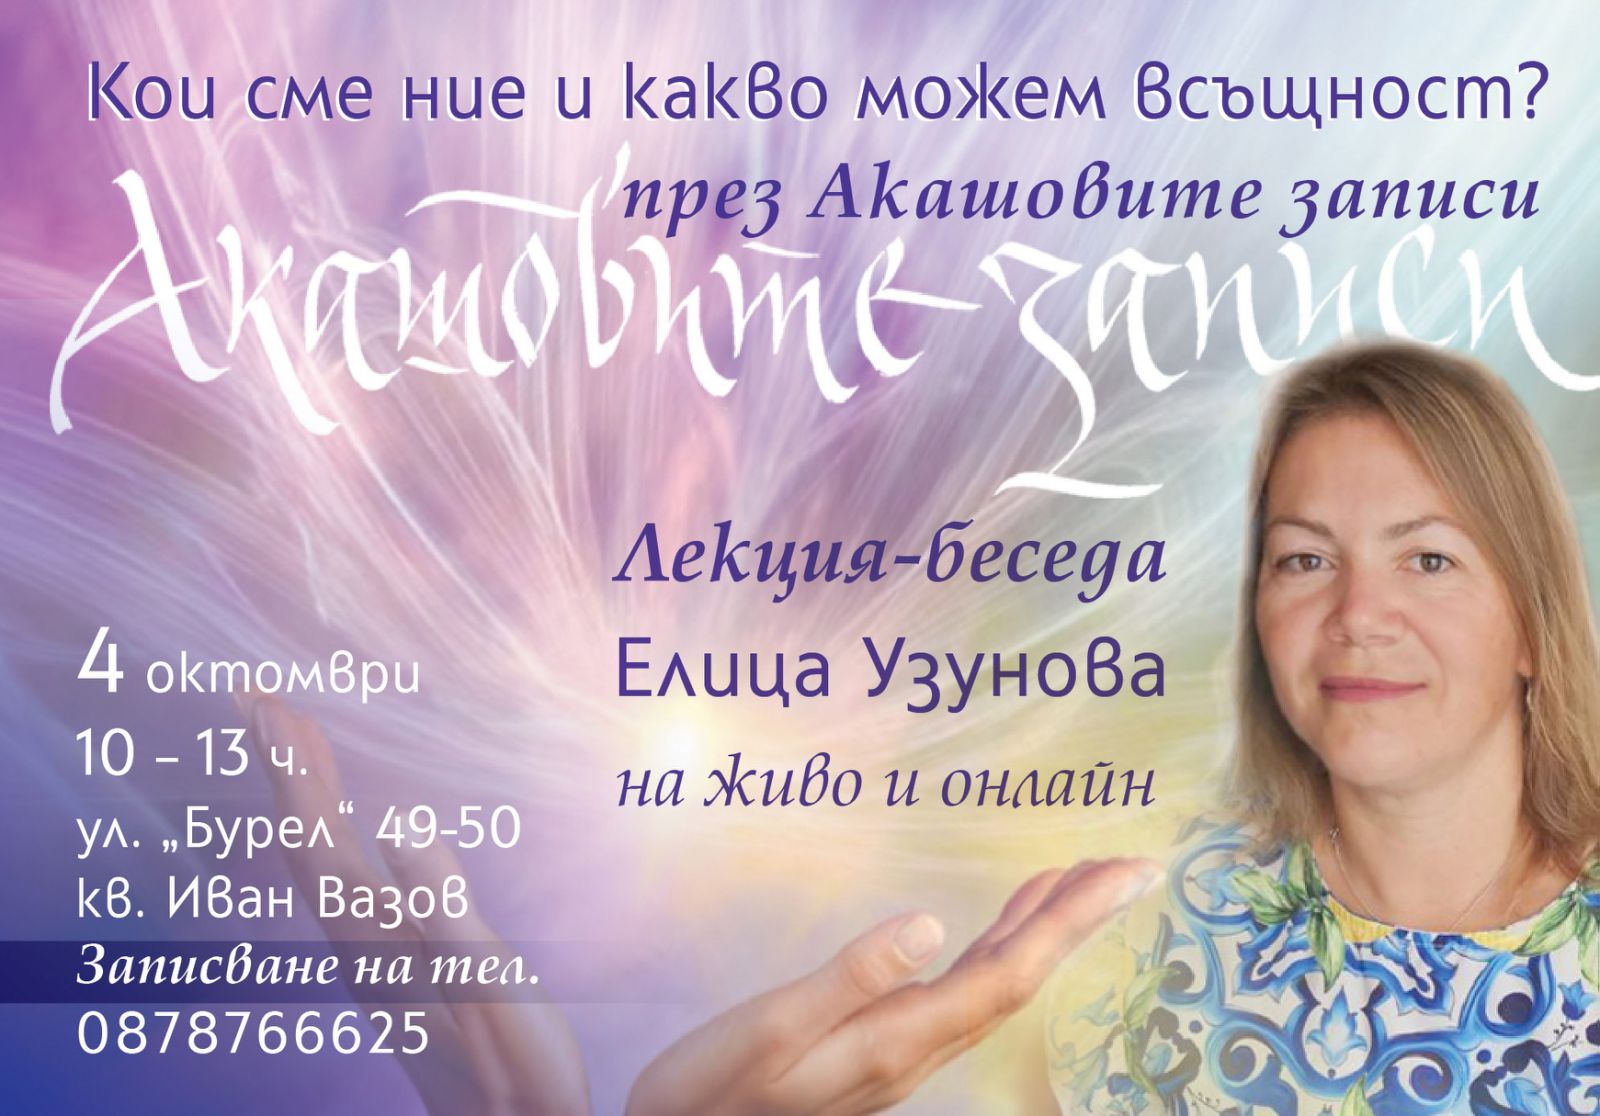 Кои сме ние и какво можем всъщност?
през Акашовите записи
Акашовите записи
Лекция-беседа
Елица Узунова
на живо и онлайн
4 октомври
10 – 13 ч.
ул. „Бурел“ 49-50
кв. Иван Вазов
Записване на тел.
0878766625